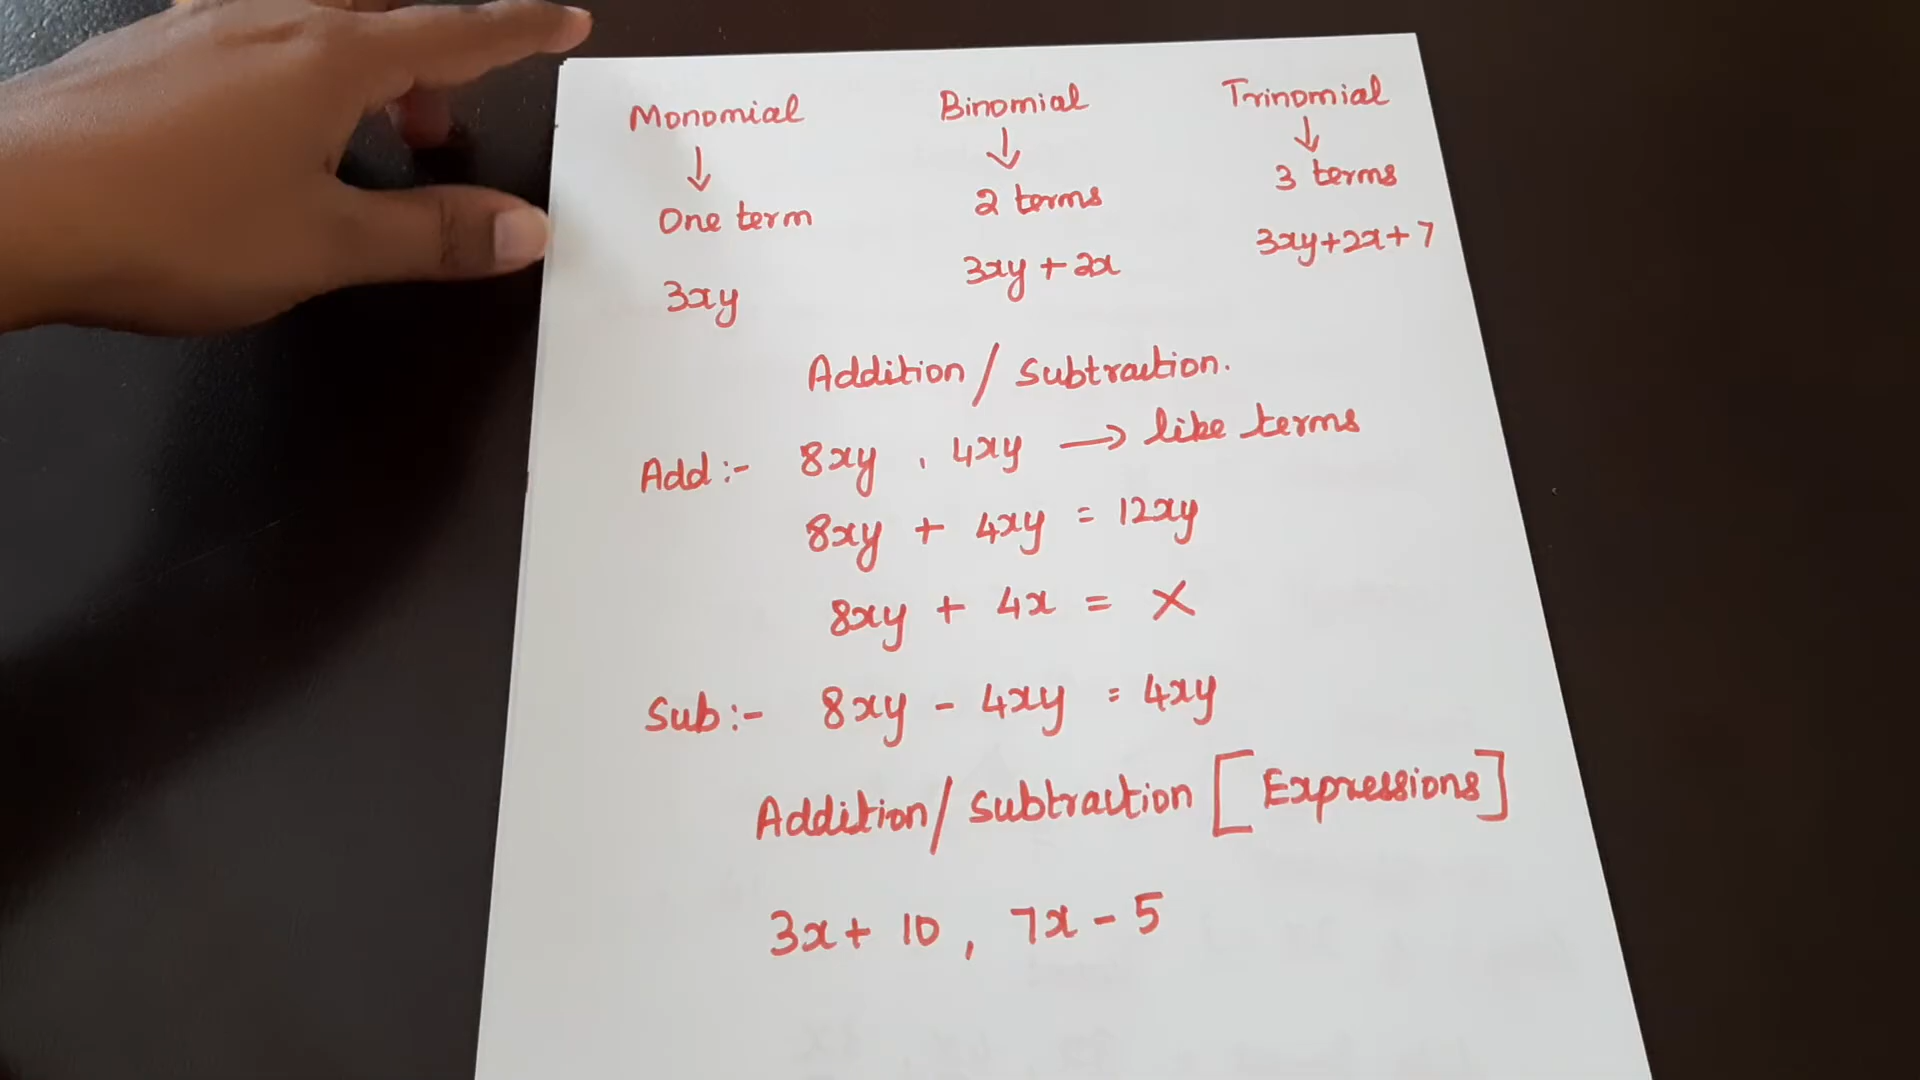 Monomial Binomial Trinomial
↓ ↓ ↓
One term 2 terms 3 terms
3xy 3xy + 2x 3xy+2x+7
Addition / Subtraction.
Add :- 8xy , 4xy → like terms
8xy + 4xy = 12xy
8xy + 4x = X
Sub :- 8xy - 4xy = 4xy
Addition / Subtraction [Expressions]
3x + 10 , 7x - 5